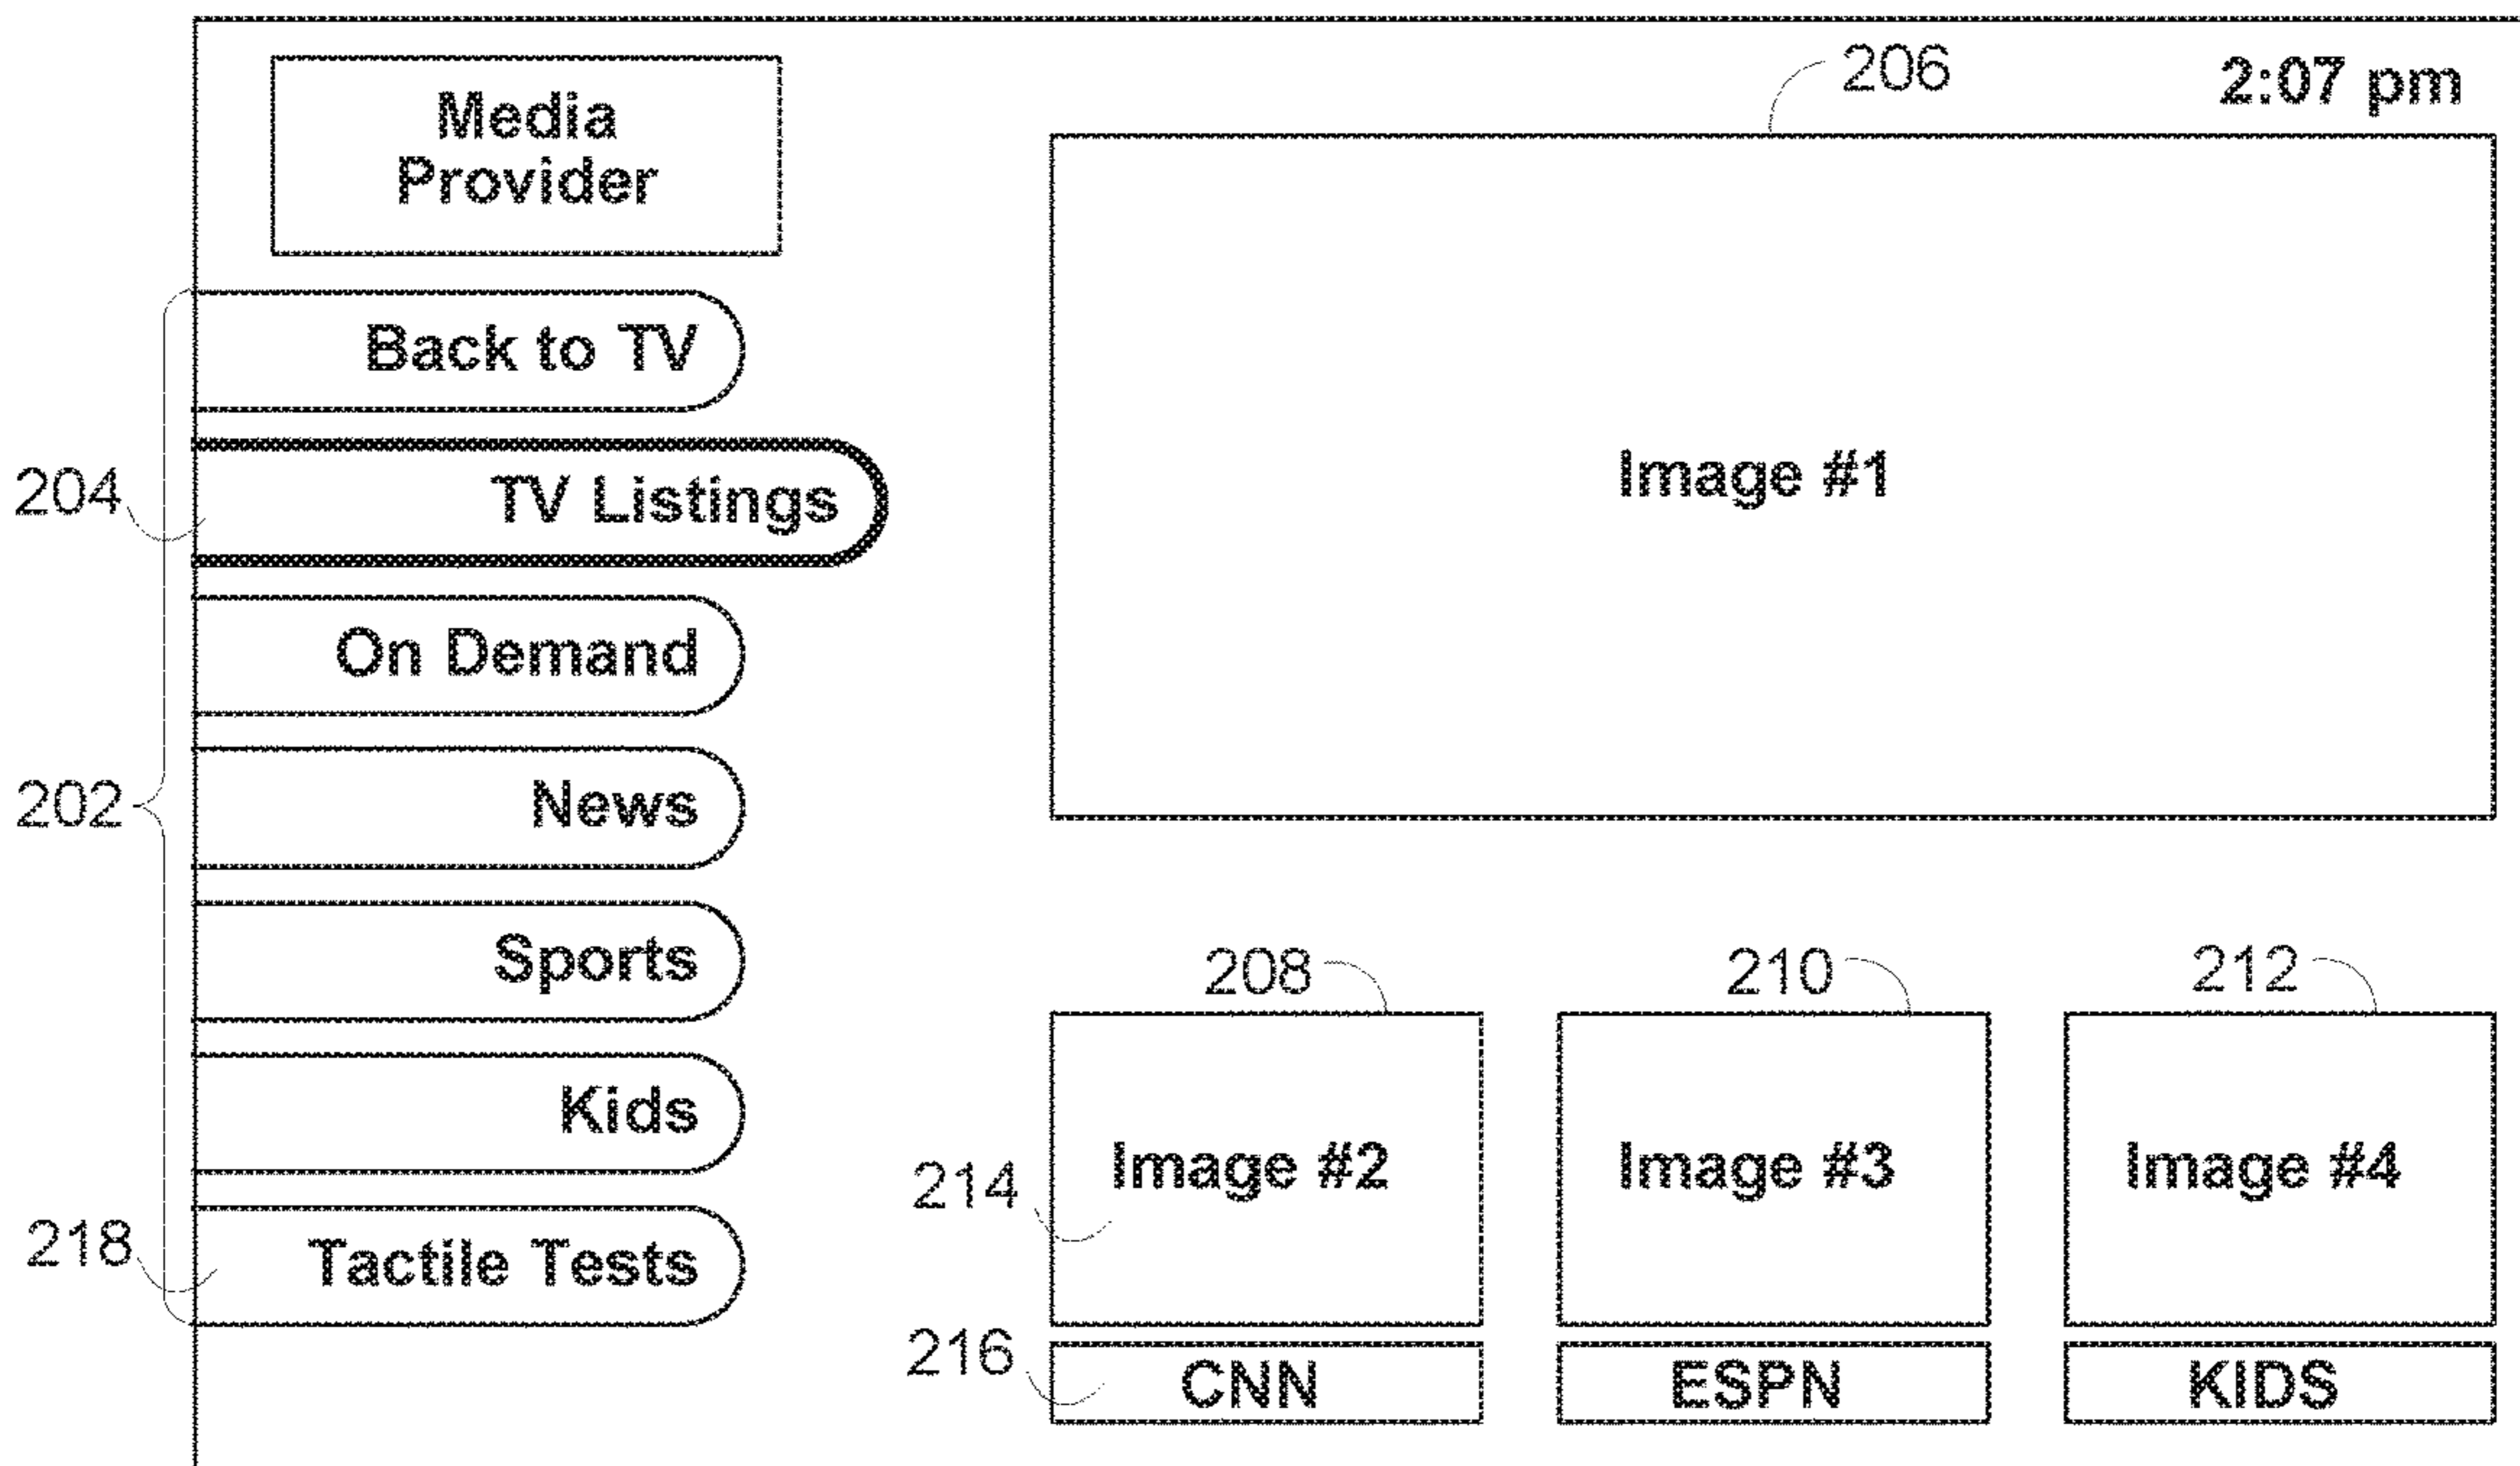 206
2:07 pm
Media
Provider
Back to TV
204
TV Listings
Image #1
On Demand
202
News
Sports
208
210
212
Kids
214
Image #2
Image #3
Image #4
218
Tactile Tests
216
CNN
ESPN
KIDS